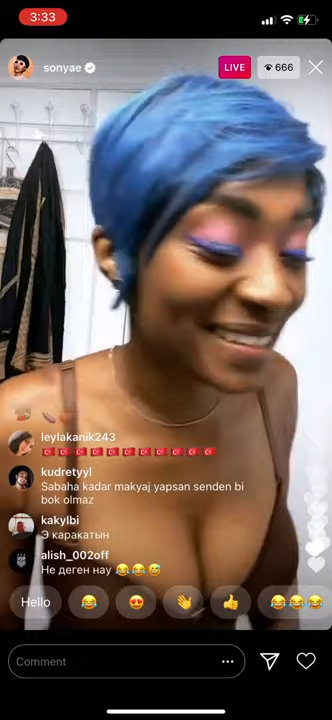 3:33
sonyae
LIVE
666
leylakanik243
🇹🇷🇹🇷🇹🇷🇹🇷🇹🇷🇹🇷🇹🇷🇹🇷🇹🇷🇹🇷🇹🇷
kudretyyl
Sabaha kadar makyaj yapsan senden bi
bok olmaz
kakylbi
Э каракатын
alish_002off
Не деген нау 😂😂😅
Hello 😂 😍 👋 👍 😂😂😂
Comment